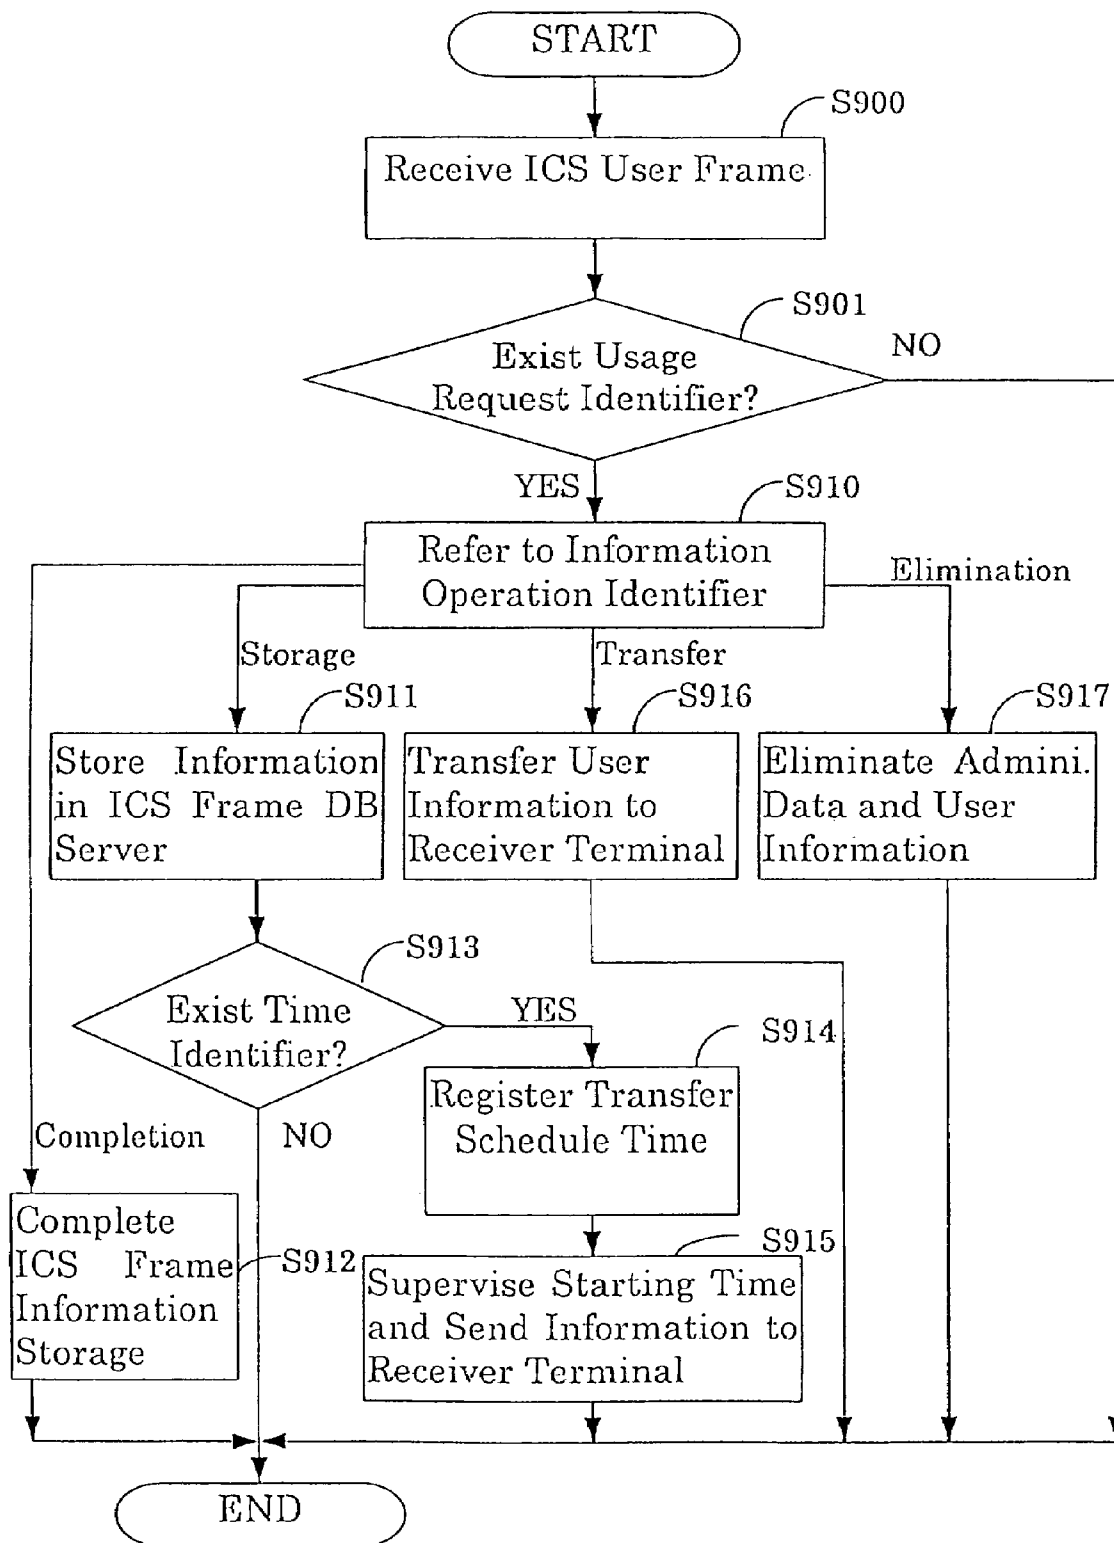 START
S900
Receive ICS User Frame
S901
Exist Usage
Request Identifier?
NO
YES
S910
Refer to Information
Operation Identifier
Elimination
Storage
Transfer
S911
S916
S917
Store Information
in ICS Frame DB
Server
Transfer User
Information to
Receiver Terminal
Eliminate Admini.
Data and User
Information
S913
Exist Time
Identifier?
YES
S914
Register Transfer
Schedule Time
Completion
NO
Complete
ICS Frame
Information
Storage
S912
S915
Supervise Starting Time
and Send Information to
Receiver Terminal
END